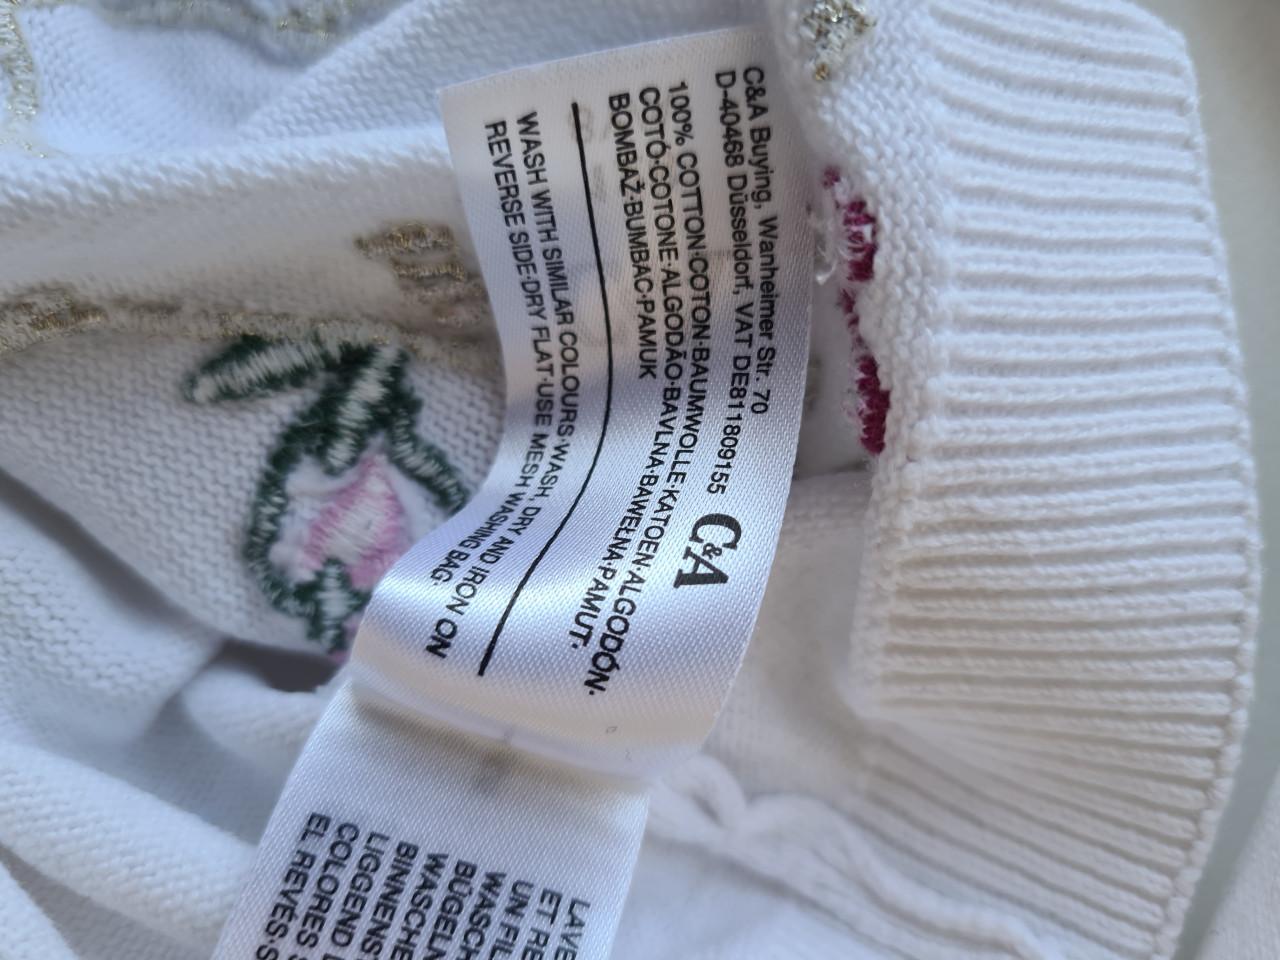 C&A Buying, Wanheimer Str. 70
D-40468 Düsseldorf, VAT DE811809155
C&A
100% COTTON·COTON·BAUMWOLLE·KATOEN·ALGODÓN·
COTÓ·COTONE·ALGODÃO·BAVLNA·BAWEŁNA·PAMUT·
BOMBAŽ·BUMBAC·PAMUK
WASH WITH SIMILAR COLOURS·WASH, DRY AND IRON ON
REVERSE SIDE·DRY FLAT·USE MESH WASHING BAG·
LAVE
ET RE
UN FIL
WASCH
BÜGELN
WASCHE
BINNENS
LIGGEND
COLORES
EL REVÉS·S